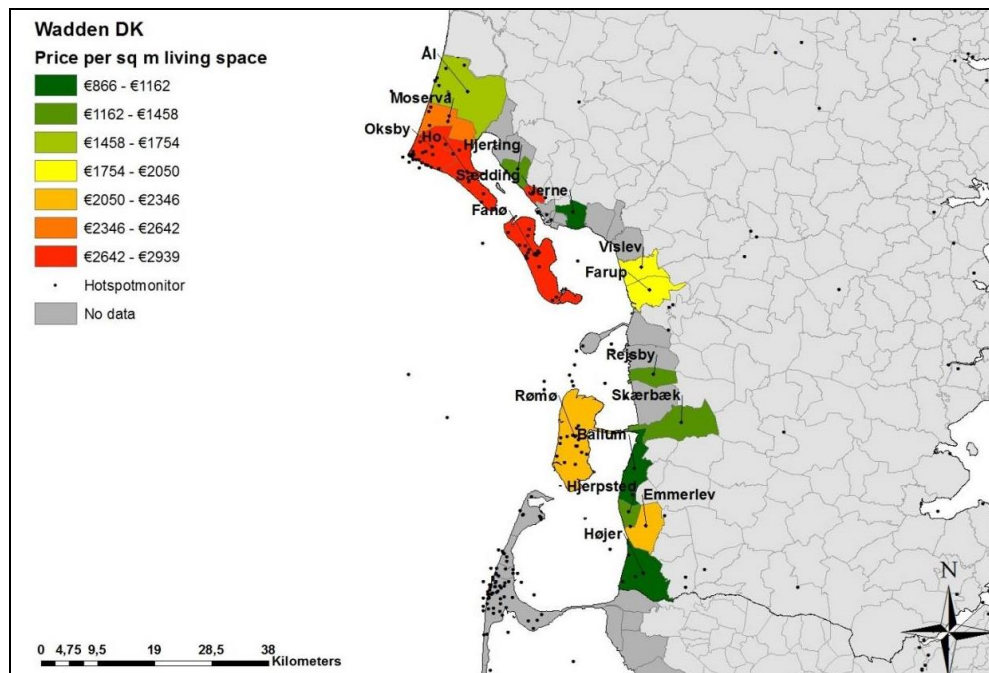 Wadden DK
Price per sq m living space
€866 - €1162
€1162 - €1458
€1458 - €1754
€1754 - €2050
€2050 - €2346
€2346 - €2642
€2642 - €2939
Hotspotmonitor
No data
Ål
Moservå
Oksby
Ho
Hjerting
Sædding
Jerne
Fanø
Vislev
Farup
Rejsby
Rømø
Skærbæk
Ballum
Hjerpsted
Emmerlev
Højer
N
0 4,75 9,5 19 28,5 38
Kilometers